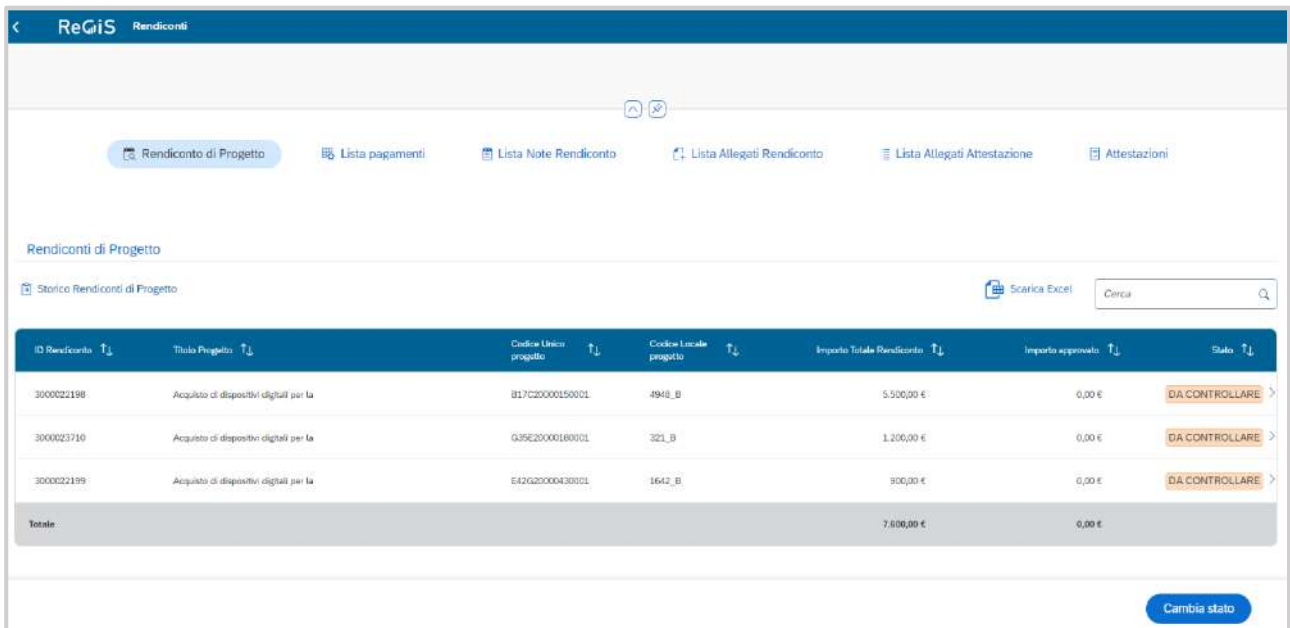 ReGiS Rendiconti
Rendiconto di Progetto Lista pagamenti Lista Note Rendiconto Lista Allegati Rendiconto Lista Allegati Attestazione Attestazioni
Rendiconti di Progetto
Storico Rendiconti di Progetto Scarica Excel Cerca
ID Rendiconto Titolo Progetto Codice Unico progetto Codice Locale progetto Importo Totale Rendiconto Importo approvato Stato
3000022198 Acquisto di dispositivi digitali per la B17C20000150001 4948_B 5.500,00 € 0,00 € DA CONTROLLARE
3000023710 Acquisto di dispositivi digitali per la G35E20000160001 321_B 1.200,00 € 0,00 € DA CONTROLLARE
3000022199 Acquisto di dispositivi digitali per la E42G20000430001 1642_B 900,00 € 0,00 € DA CONTROLLARE
Totale 7.600,00 € 0,00 €
Cambia stato